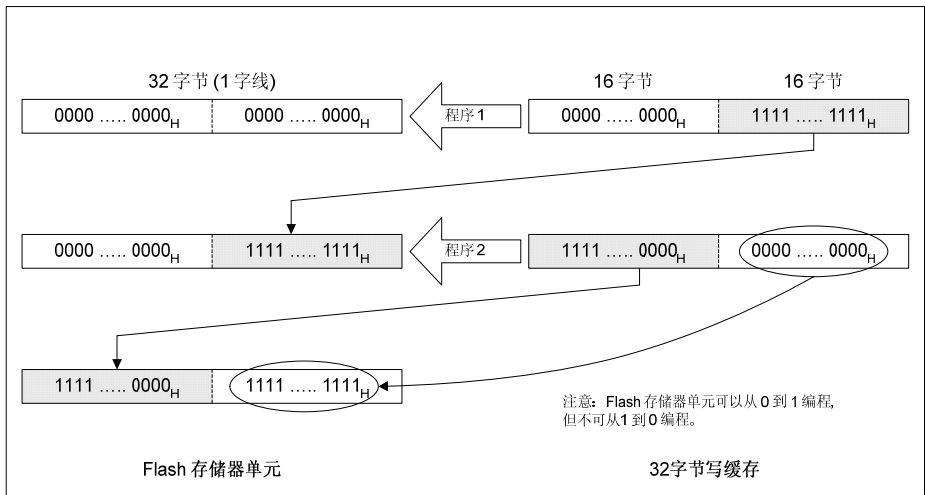 32 字节 (1 字线) 16 字节 16 字节
0000 ..... 0000H 0000 ..... 0000H 程序 1 0000 ..... 0000H 1111 ..... 1111H
0000 ..... 0000H 1111 ..... 1111H 程序 2 1111 ..... 0000H 0000 ..... 0000H
1111 ..... 0000H 1111 ..... 1111H
注意: Flash 存储器单元可以从 0 到 1 编程,
但不可从1 到 0 编程。
Flash 存储器单元 32字节写缓存